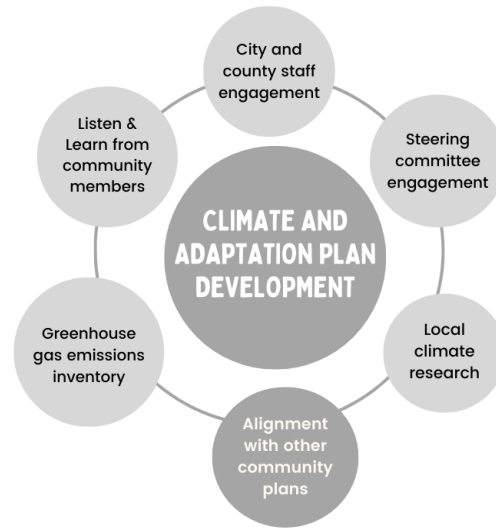 City and
county staff
engagement
Listen &
Learn from
community
members
Steering
committee
engagement
CLIMATE AND
ADAPTATION PLAN
DEVELOPMENT
Greenhouse
gas emissions
inventory
Local
climate
research
Alignment
with other
community
plans